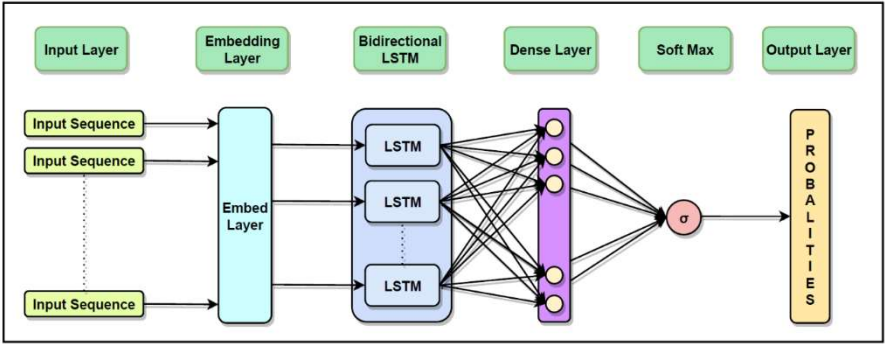 Input Layer
Embedding
Layer
Bidirectional
LSTM
Dense Layer
Soft Max
Output Layer
Input Sequence
Input Sequence
Input Sequence
Embed
Layer
LSTM
LSTM
LSTM
σ
PROBALITIES